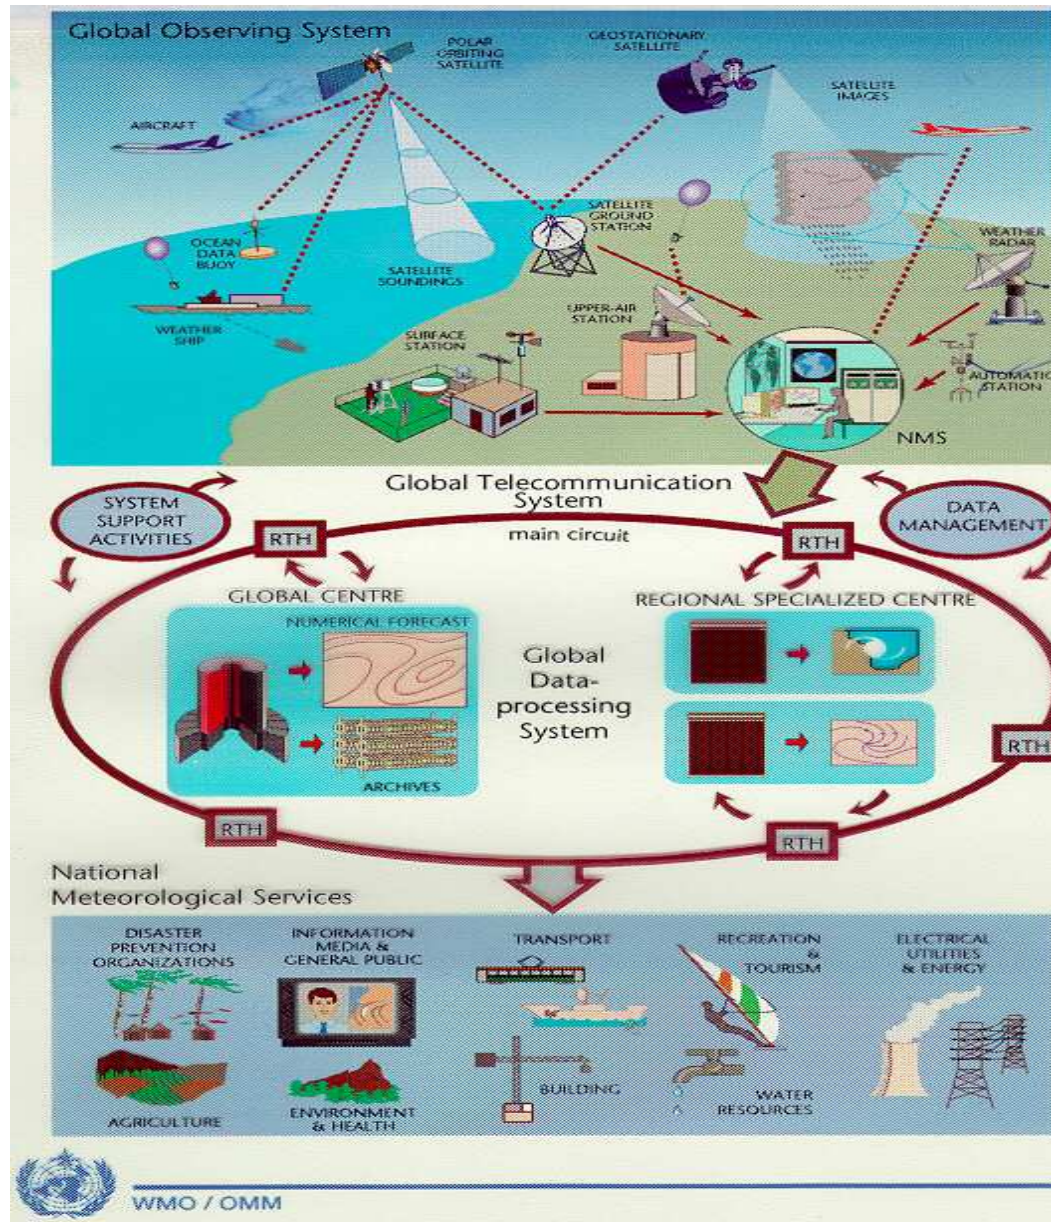 Global Observing System
POLAR
ORBITING
SATELLITE
GEOSTATIONARY
SATELLITE
SATELLITE
IMAGES
AIRCRAFT
SATELLITE
GROUND
STATION
OCEAN
DATA
BUOY
WEATHER
RADAR
SATELLITE
SOUNDINGS
UPPER-AIR
STATION
WEATHER
SHIP
SURFACE
STATION
AUTOMATIC
STATION
NMS
Global Telecommunication
System
SYSTEM
SUPPORT
ACTIVITIES
DATA
MANAGEMENT
main circuit
RTH
RTH
GLOBAL CENTRE
REGIONAL SPECIALIZED CENTRE
NUMERICAL FORECAST
Global
Data-
processing
System
RTH
ARCHIVES
RTH
RTH
National
Meteorological Services
DISASTER
PREVENTION
ORGANIZATIONS
INFORMATION
MEDIA &
GENERAL PUBLIC
TRANSPORT
RECREATION
&
TOURISM
ELECTRICAL
UTILITIES
& ENERGY
AGRICULTURE
ENVIRONMENT
& HEALTH
BUILDING
WATER
RESOURCES
WMO / OMM